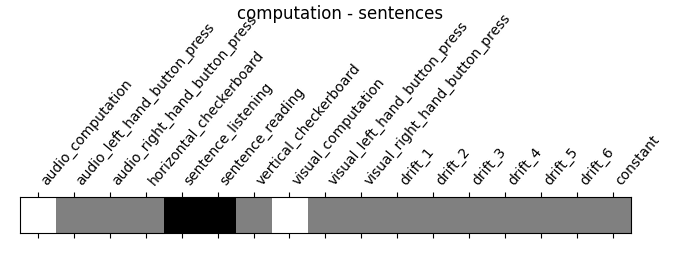 computation - sentences
audio_computation
audio_left_hand_button_press
audio_right_hand_button_press
horizontal_checkerboard
sentence_listening
sentence_reading
vertical_checkerboard
visual_computation
visual_left_hand_button_press
visual_right_hand_button_press
drift_1
drift_2
drift_3
drift_4
drift_5
drift_6
constant